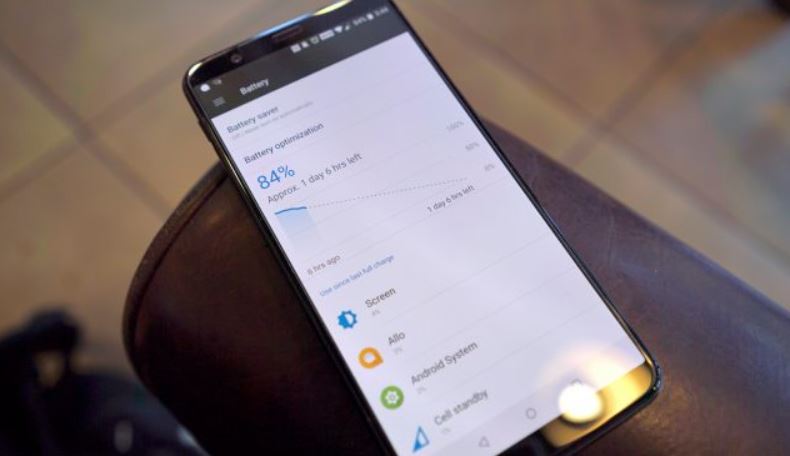 Battery
Battery saver
Battery optimization
84%
Approx. 1 day 6 hrs left
100%
50%
0%
6 hrs ago
1 day 6 hrs left
Use since last full charge
Screen
Allo
Android System
Cell standby